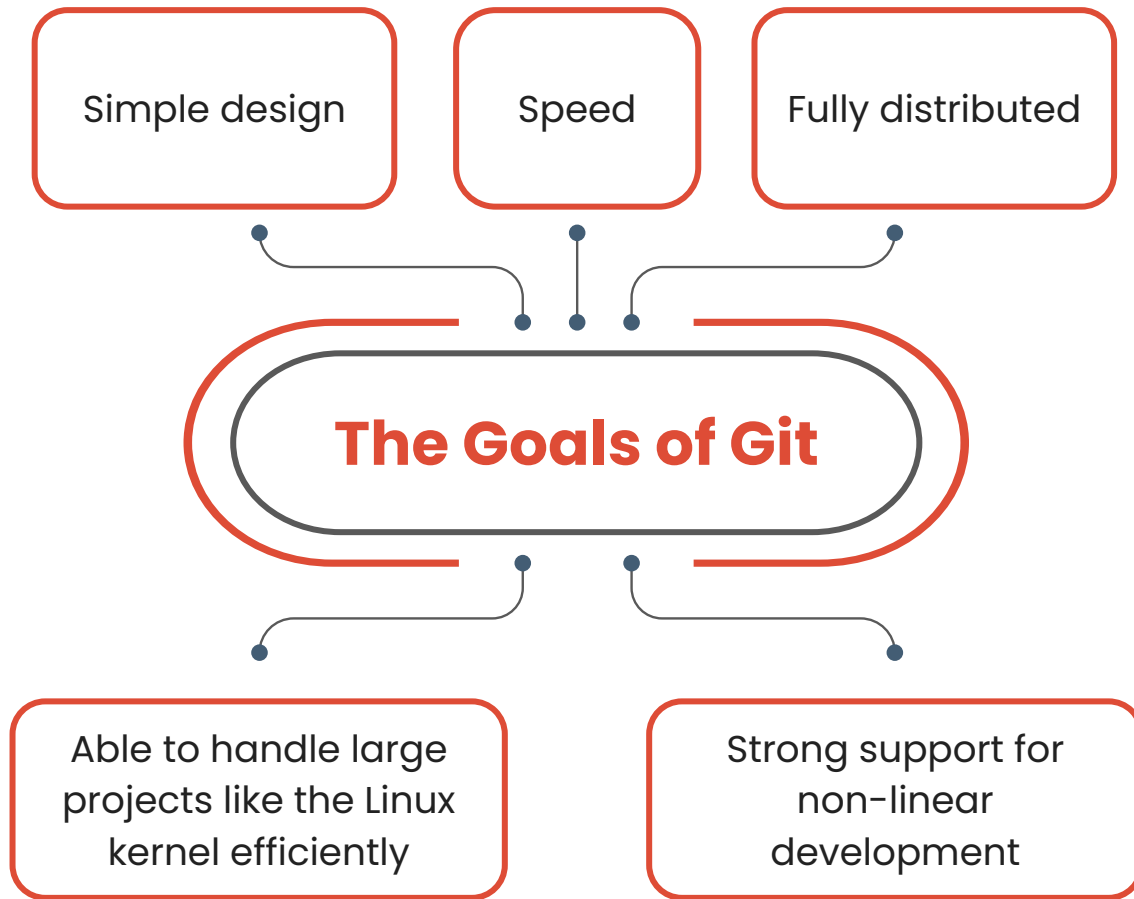 Simple design
Speed
Fully distributed
The Goals of Git
Able to handle large
projects like the Linux
kernel efficiently
Strong support for
non-linear
development